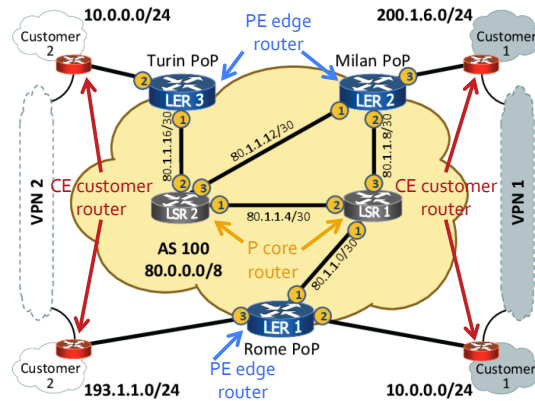 10.0.0.0/24
200.1.6.0/24
PE edge
router
Customer
2
Customer
1
Turin PoP
Milan PoP
2
LER 3
1
3
LER 2
1
2
80.1.1.16/30
80.1.1.12/30
80.1.1.8/30
VPN 2
VPN 1
CE customer
router
CE customer
router
2
3
LSR 2
1
80.1.1.4/30
3
2
LSR 1
1
AS 100
80.0.0.0/8
P core
router
80.1.1.0/30
1
3
LER 1
2
Rome PoP
PE edge
router
Customer
2
Customer
1
193.1.1.0/24
10.0.0.0/24